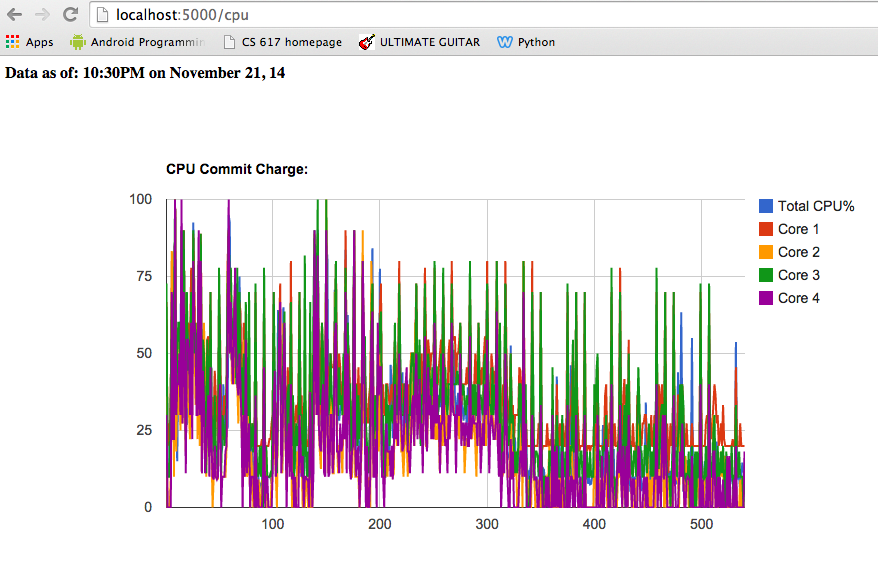 localhost:5000/cpu
Apps Android Programmin CS 617 homepage ULTIMATE GUITAR Python
Data as of: 10:30PM on November 21, 14
CPU Commit Charge:
100
75
50
25
0
100 200 300 400 500
Total CPU%
Core 1
Core 2
Core 3
Core 4